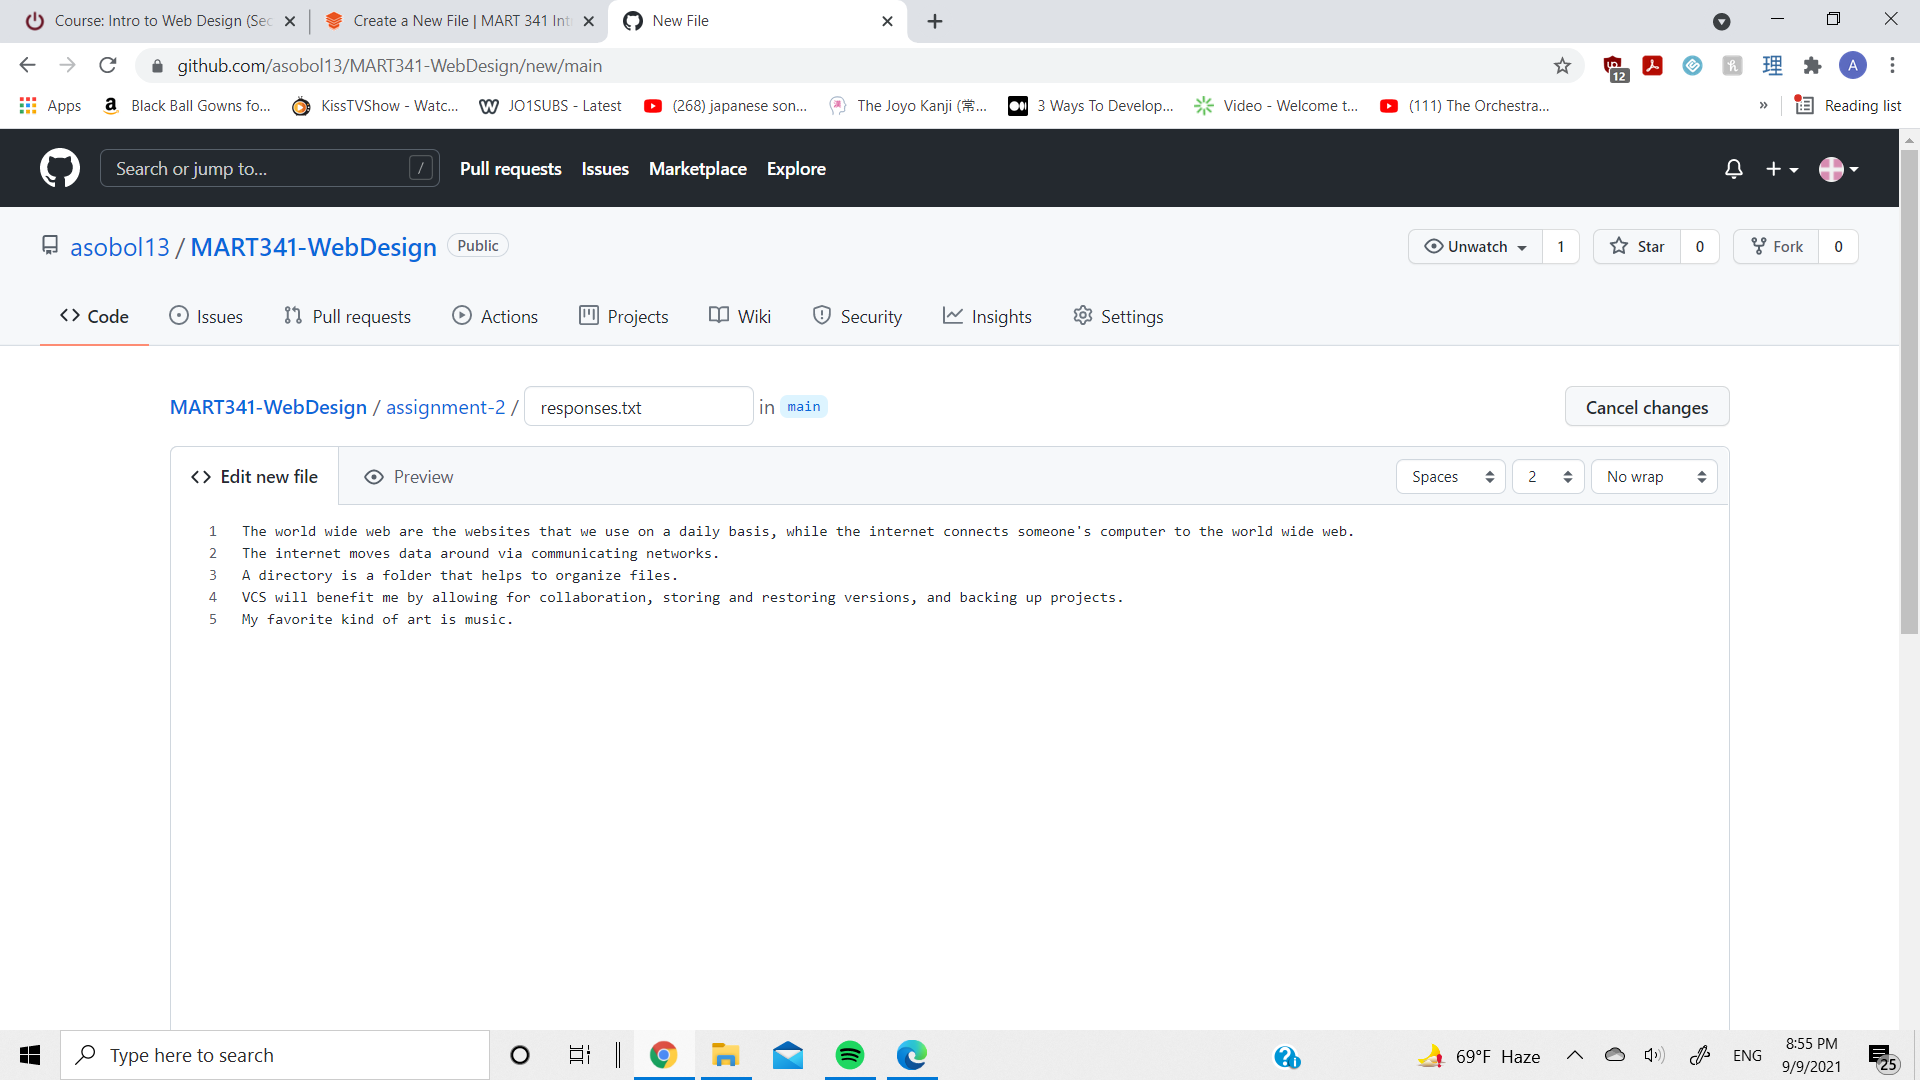 Course: Intro to Web Design (Sec
Create a New File | MART 341 Int
New File
github.com/asobol13/MART341-WebDesign/new/main
12
A
Apps
Black Ball Gowns fo...
KissTVShow - Watc...
JO1SUBS - Latest
(268) japanese son...
The Joyo Kanji (常...
3 Ways To Develop...
Video - Welcome t...
(111) The Orchestra...
»
Reading list
Search or jump to...
/
Pull requests
Issues
Marketplace
Explore
asobol13 / MART341-WebDesign
Public
Unwatch
1
Star
0
Fork
0
Code
Issues
Pull requests
Actions
Projects
Wiki
Security
Insights
Settings
MART341-WebDesign / assignment-2 / responses.txt in main
Cancel changes
Edit new file
Preview
Spaces
2
No wrap
1 The world wide web are the websites that we use on a daily basis, while the internet connects someone's computer to the world wide web.
2 The internet moves data around via communicating networks.
3 A directory is a folder that helps to organize files.
4 VCS will benefit me by allowing for collaboration, storing and restoring versions, and backing up projects.
5 My favorite kind of art is music.
Type here to search
69°F Haze
ENG
8:55 PM
9/9/2021
25